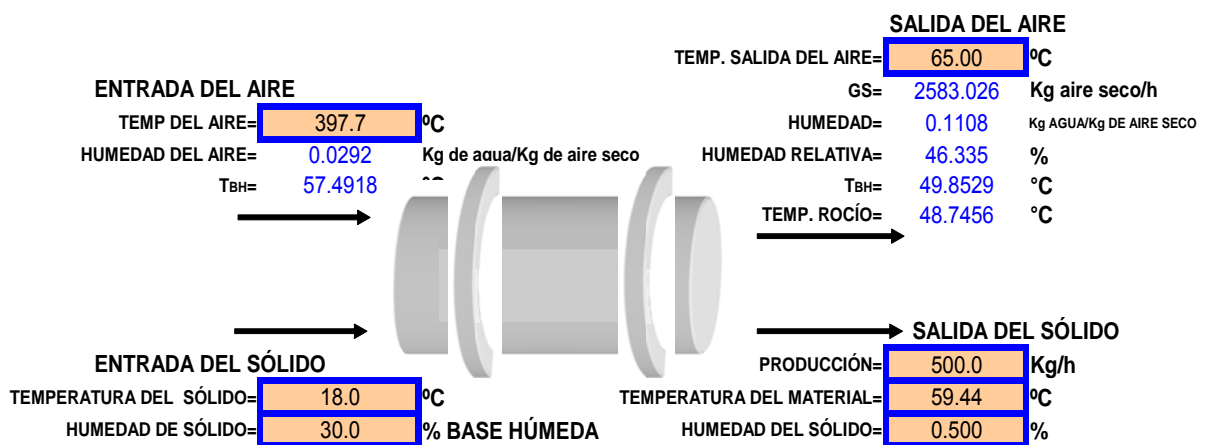 SALIDA DEL AIRE
TEMP. SALIDA DEL AIRE= 65.00 ºC
GS= 2583.026 Kg aire seco/h
HUMEDAD= 0.1108 Kg AGUA/Kg DE AIRE SECO
HUMEDAD RELATIVA= 46.335 %
TBH= 49.8529 °C
TEMP. ROCÍO= 48.7456 °C
ENTRADA DEL AIRE
TEMP DEL AIRE= 397.7 ºC
HUMEDAD DEL AIRE= 0.0292 Kg de agua/Kg de aire seco
TBH= 57.4918
ENTRADA DEL SÓLIDO
TEMPERATURA DEL SÓLIDO= 18.0 ºC
HUMEDAD DE SÓLIDO= 30.0 % BASE HÚMEDA
SALIDA DEL SÓLIDO
PRODUCCIÓN= 500.0 Kg/h
TEMPERATURA DEL MATERIAL= 59.44 ºC
HUMEDAD DEL SÓLIDO= 0.500 %